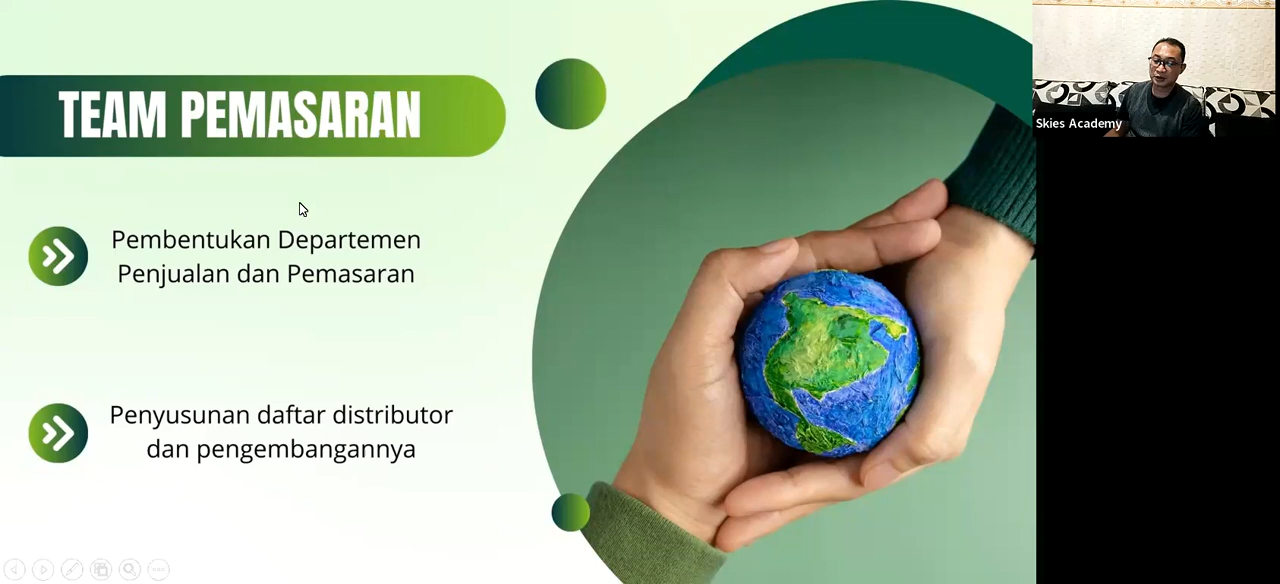 TEAM PEMASARAN
Pembentukan Departemen
Penjualan dan Pemasaran
Penyusunan daftar distributor
dan pengembangannya
Skies Academy